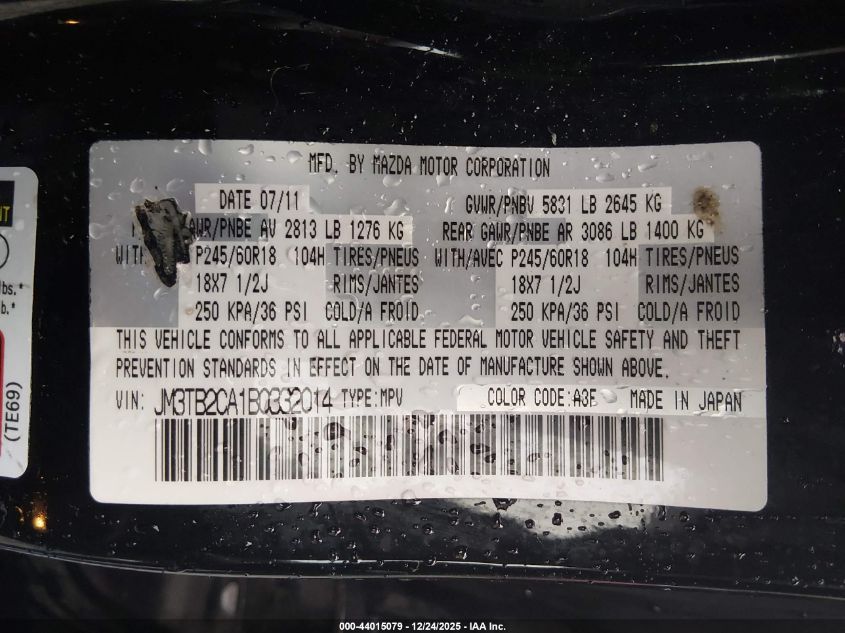 MFD. BY MAZDA MOTOR CORPORATION
DATE 07/11 GVWR/PNBV 5831 LB 2645 KG
GAWR/PNBE AV 2813 LB 1276 KG REAR GAWR/PNBE AR 3086 LB 1400 KG
WITH P245/60R18 104H TIRES/PNEUS WITH/AVEC P245/60R18 104H TIRES/PNEUS
18X7 1/2J RIMS/JANTES 18X7 1/2J RIMS/JANTES
250 KPA/36 PSI COLD/A FROID 250 KPA/36 PSI COLD/A FROID
THIS VEHICLE CONFORMS TO ALL APPLICABLE FEDERAL MOTOR VEHICLE SAFETY AND THEFT
PREVENTION STANDARDS IN EFFECT ON THE DATE OF MANUFACTURE SHOWN ABOVE.
VIN: JM3TB2CA1B0332014 TYPE:MPV COLOR CODE:A3F MADE IN JAPAN
(TE69)
000-44015079 - 12/24/2025 - IAA Inc.